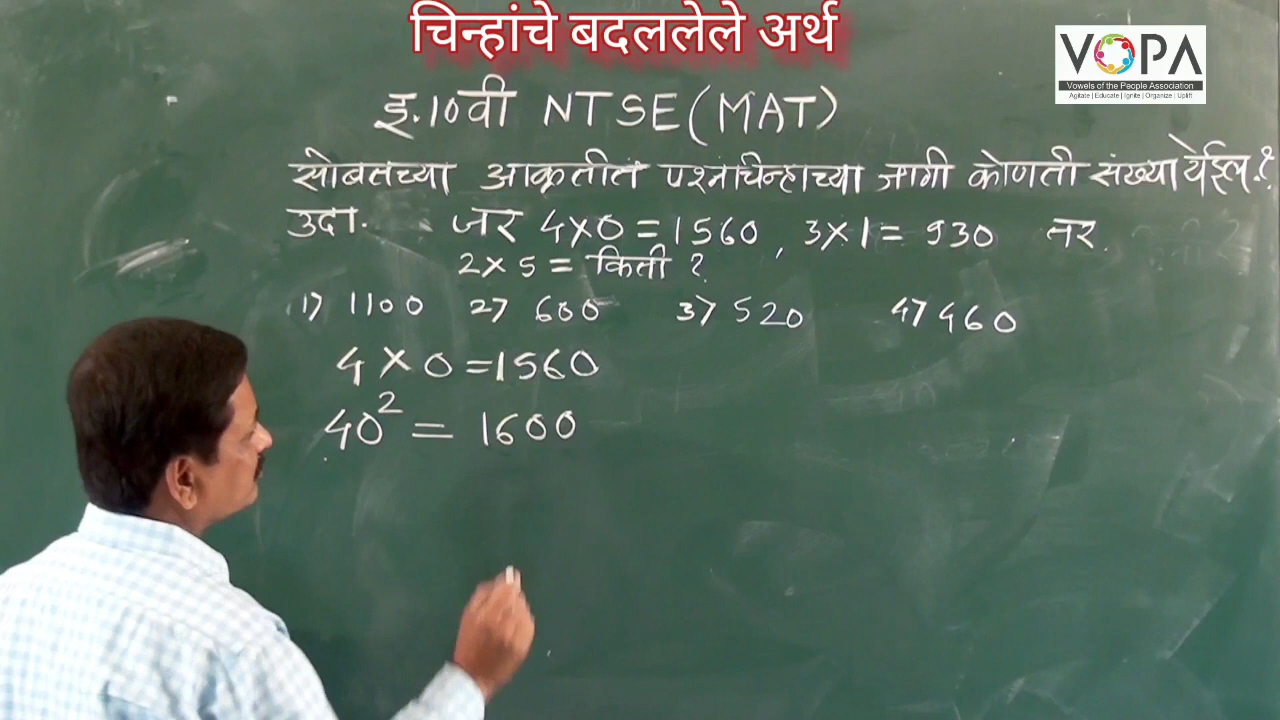 चिन्हांचे बदललेले अर्थ
VOPA
Vowels of the People Association
Agitate | Educate | Ignite | Organize | Uplift
इ.10वी NTSE (MAT)
सोबतच्या आकृतीत प्रश्नचिन्हाच्या जागी कोणती संख्या येईल.?
उदा. जर 4×0=1560, 3×1= 930 तर.
2×5= किती ?
1) 1100 2) 600 3) 520 4) 460
4×0=1560
40² = 1600